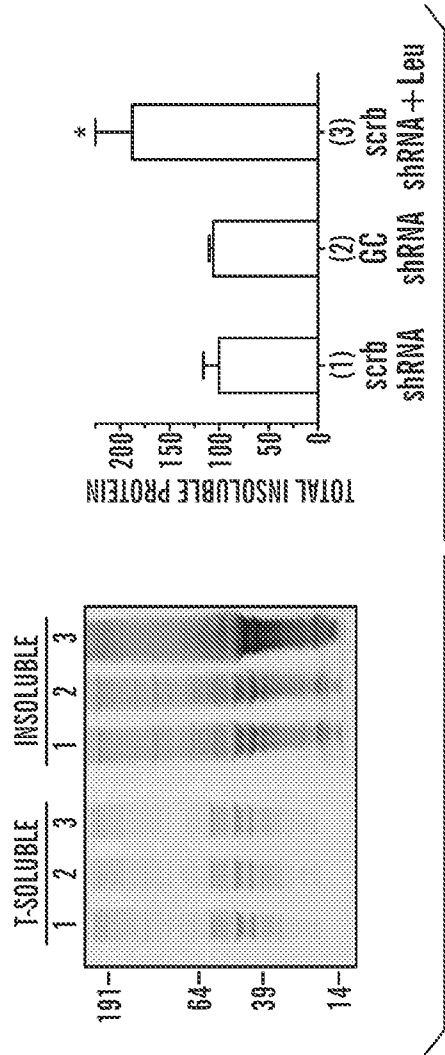 T-SOLUBLE INSOLUBLE
1 2 3 1 2 3
191
64
39
14
TOTAL INSOLUBLE PROTEIN
200
150
100
50
0
*
(1) (2) (3)
scrb GC scrb
shRNA shRNA shRNA + Leu